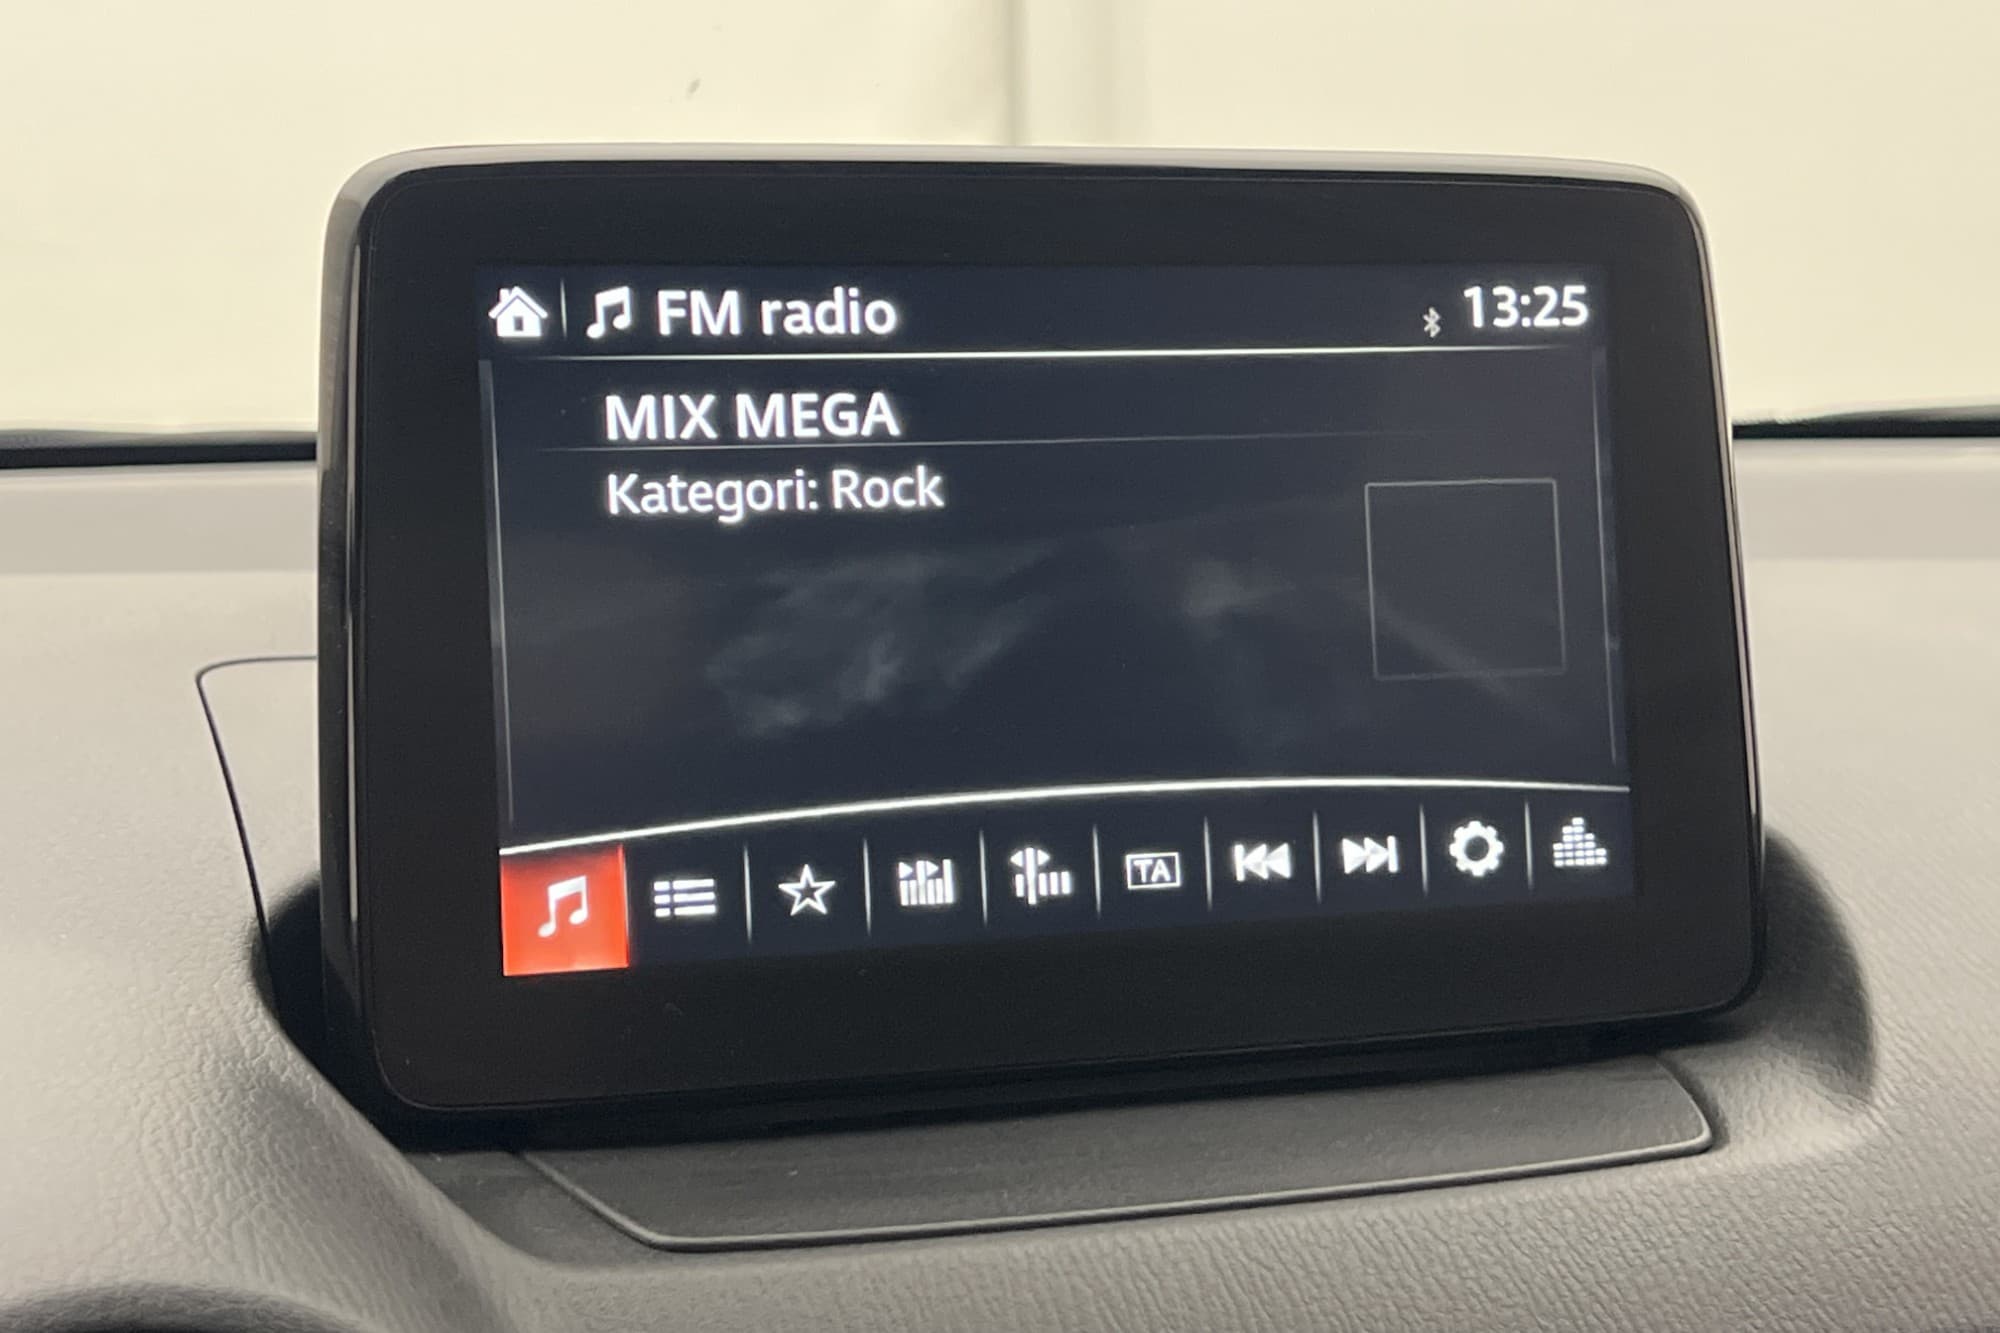 FM radio
13:25
MIX MEGA
Kategori: Rock
TA